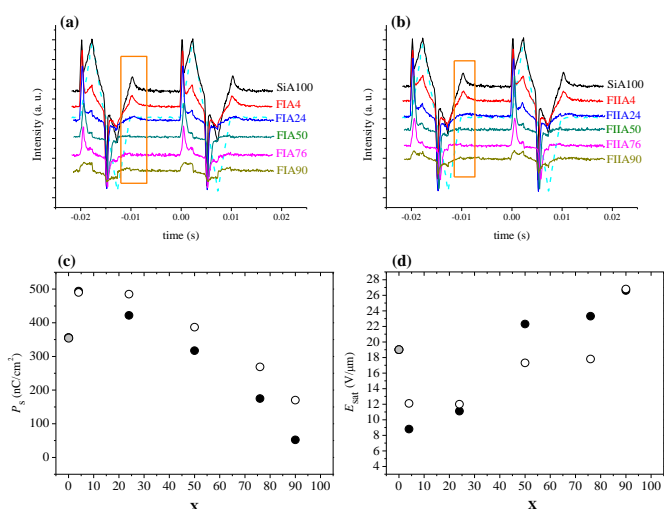 (a)
(b)
Intensity (a. u.)
SiA100
FIA4
FIA24
FIA50
FIA76
FIA90
-0.02 -0.01 0.00 0.01 0.02
time (s)
Intensity (a. u.)
SiA100
FIIA4
FIIA24
FIIA50
FIIA76
FIIA90
-0.02 -0.01 0.00 0.01 0.02
time (s)
(c)
(d)
P_s (nC/cm²)
500
400
300
200
100
0
0 10 20 30 40 50 60 70 80 90 100
X
E_sat (V/μm)
28
26
24
22
20
18
16
14
12
10
8
6
4
0 10 20 30 40 50 60 70 80 90 100
X